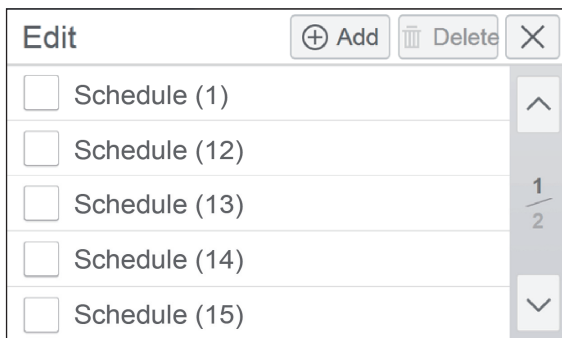 Edit Add Delete
Schedule (1)
Schedule (12)
Schedule (13)
Schedule (14)
Schedule (15)
1
2